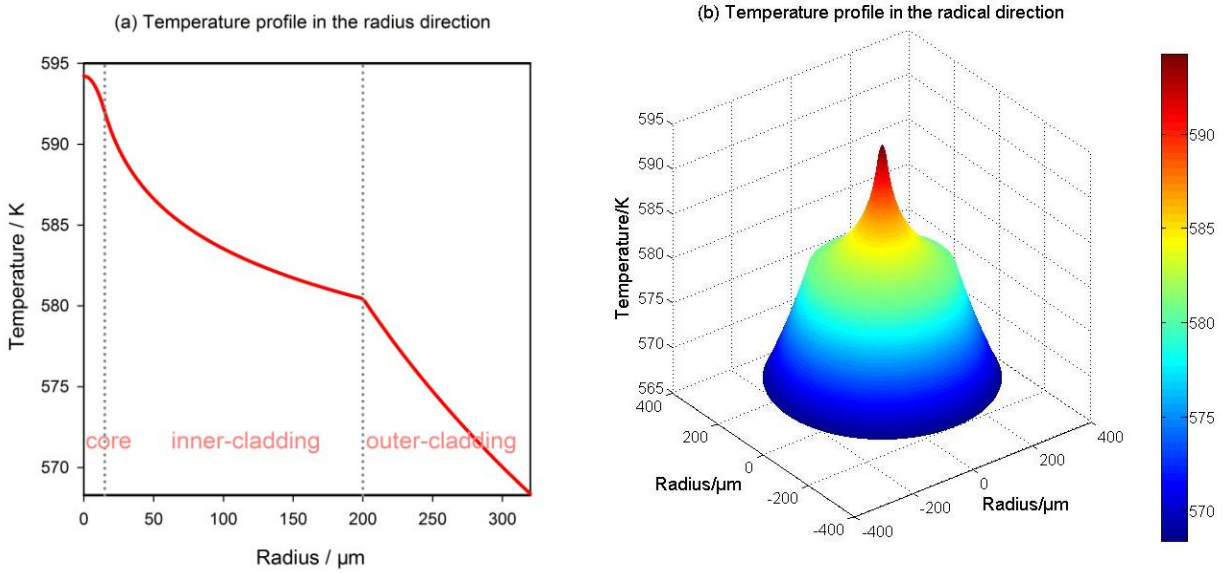 (a) Temperature profile in the radius direction
595
590
585
580
575
570
Temperature / K
core
inner-cladding
outer-cladding
0 50 100 150 200 250 300
Radius / µm
(b) Temperature profile in the radical direction
595
590
585
580
575
570
565
Temperature/K
400
200
0
-200
-400
Radius/µm
-400
-200
0
200
400
Radius/µm
590
585
580
575
570